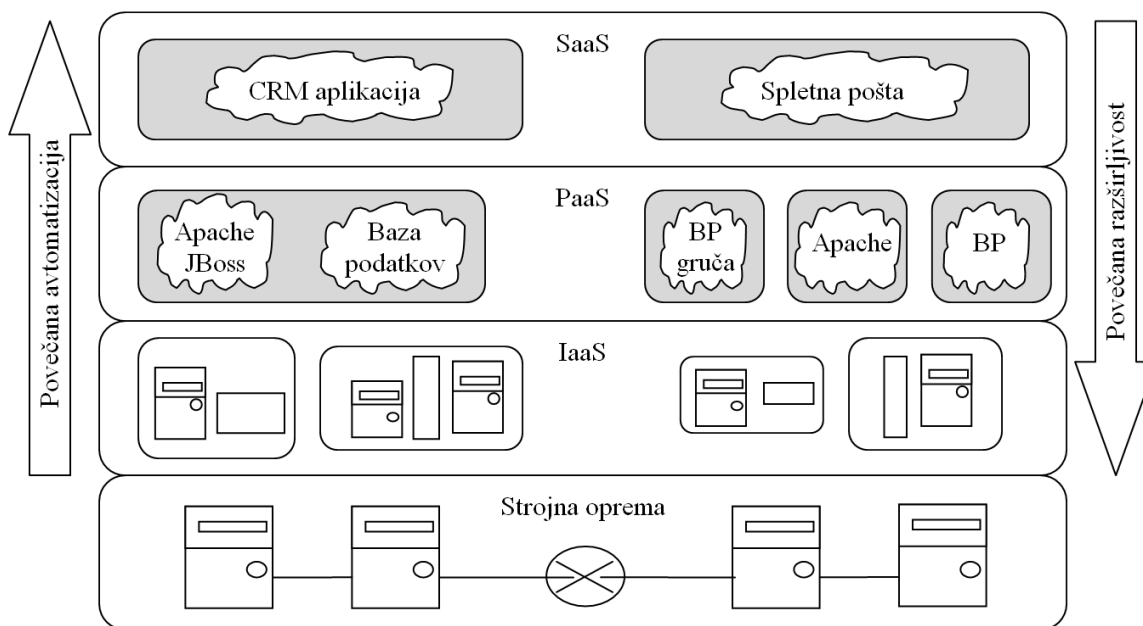 Povečana avtomatizacija
SaaS
CRM aplikacija
Spletna pošta
PaaS
Apache
JBoss
Baza
podatkov
BP
gruča
Apache
BP
IaaS
Strojna oprema
Povečana razširljivost